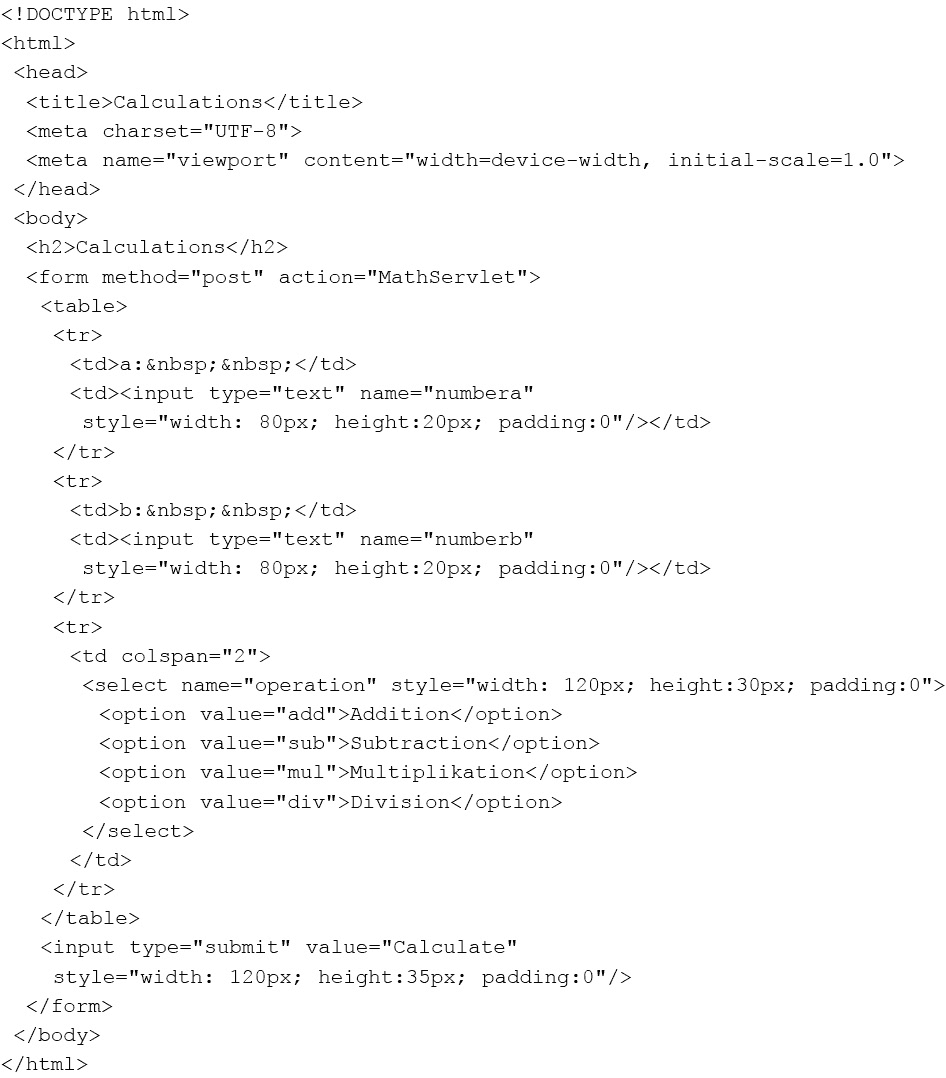 <!DOCTYPE html>
<html>
<head>
<title>Calculations</title>
<meta charset="UTF-8">
<meta name="viewport" content="width=device-width, initial-scale=1.0">
</head>
<body>
<h2>Calculations</h2>
<form method="post" action="MathServlet">
<table>
<tr>
<td>a:&nbsp;&nbsp;</td>
<td><input type="text" name="numbera"
style="width: 80px; height:20px; padding:0"/></td>
</tr>
<tr>
<td>b:&nbsp;&nbsp;</td>
<td><input type="text" name="numberb"
style="width: 80px; height:20px; padding:0"/></td>
</tr>
<tr>
<td colspan="2">
<select name="operation" style="width: 120px; height:30px; padding:0">
<option value="add">Addition</option>
<option value="sub">Subtraction</option>
<option value="mul">Multiplikation</option>
<option value="div">Division</option>
</select>
</td>
</tr>
</table>
<input type="submit" value="Calculate"
style="width: 120px; height:35px; padding:0"/>
</form>
</body>
</html>